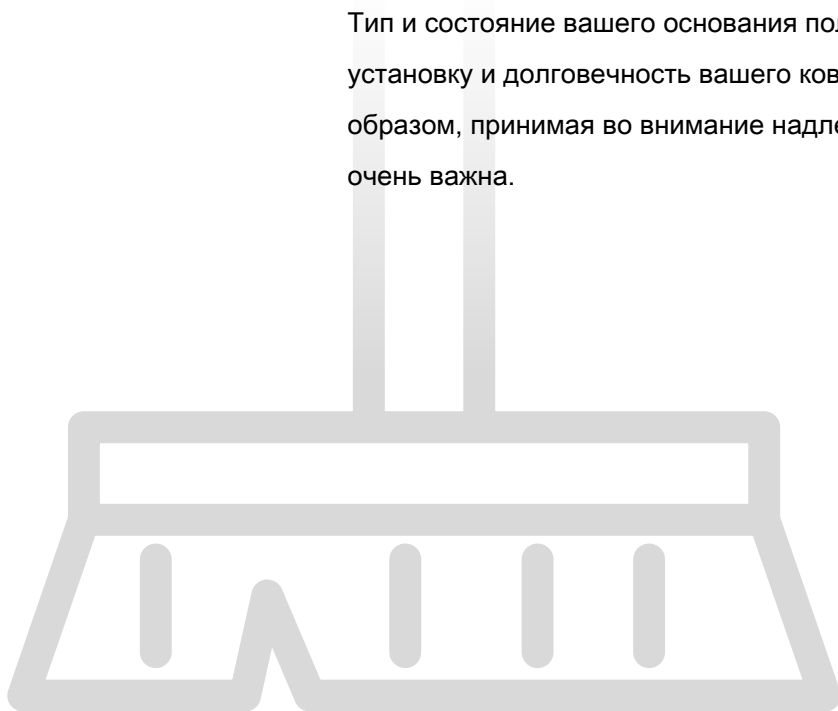 Тип и состояние вашего основания
установку и долговечность вашего
образом, принимая во внимание
очень важна.